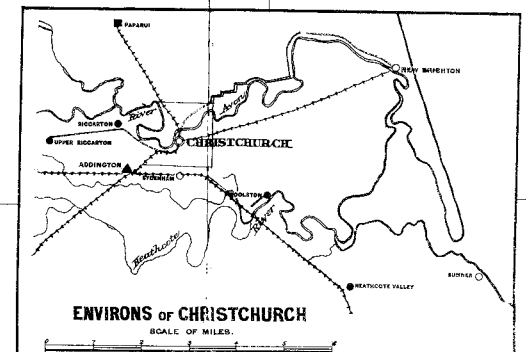 PAPANUI
NEW BRIGHTON
River
Avon
RICCARTON
UPPER RICCARTON
CHRISTCHURCH
ADDINGTON
SYDENHAM
WOOLSTON
River
Heathcote
SUMNER
HEATHCOTE VALLEY
ENVIRONS OF CHRISTCHURCH
SCALE OF MILES.